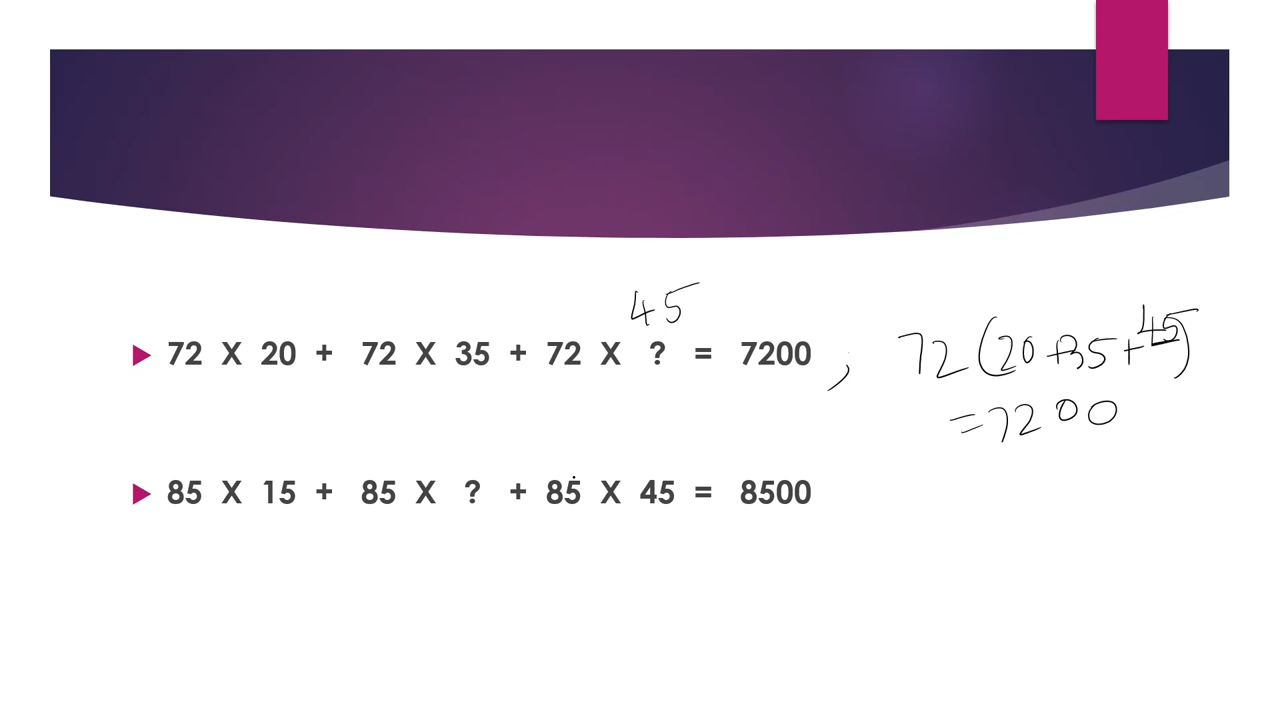 45
72 X 20 + 72 X 35 + 72 X ? = 7200 , 72 (20+35+45)
=7200
85 X 15 + 85 X ? + 85 X 45 = 8500